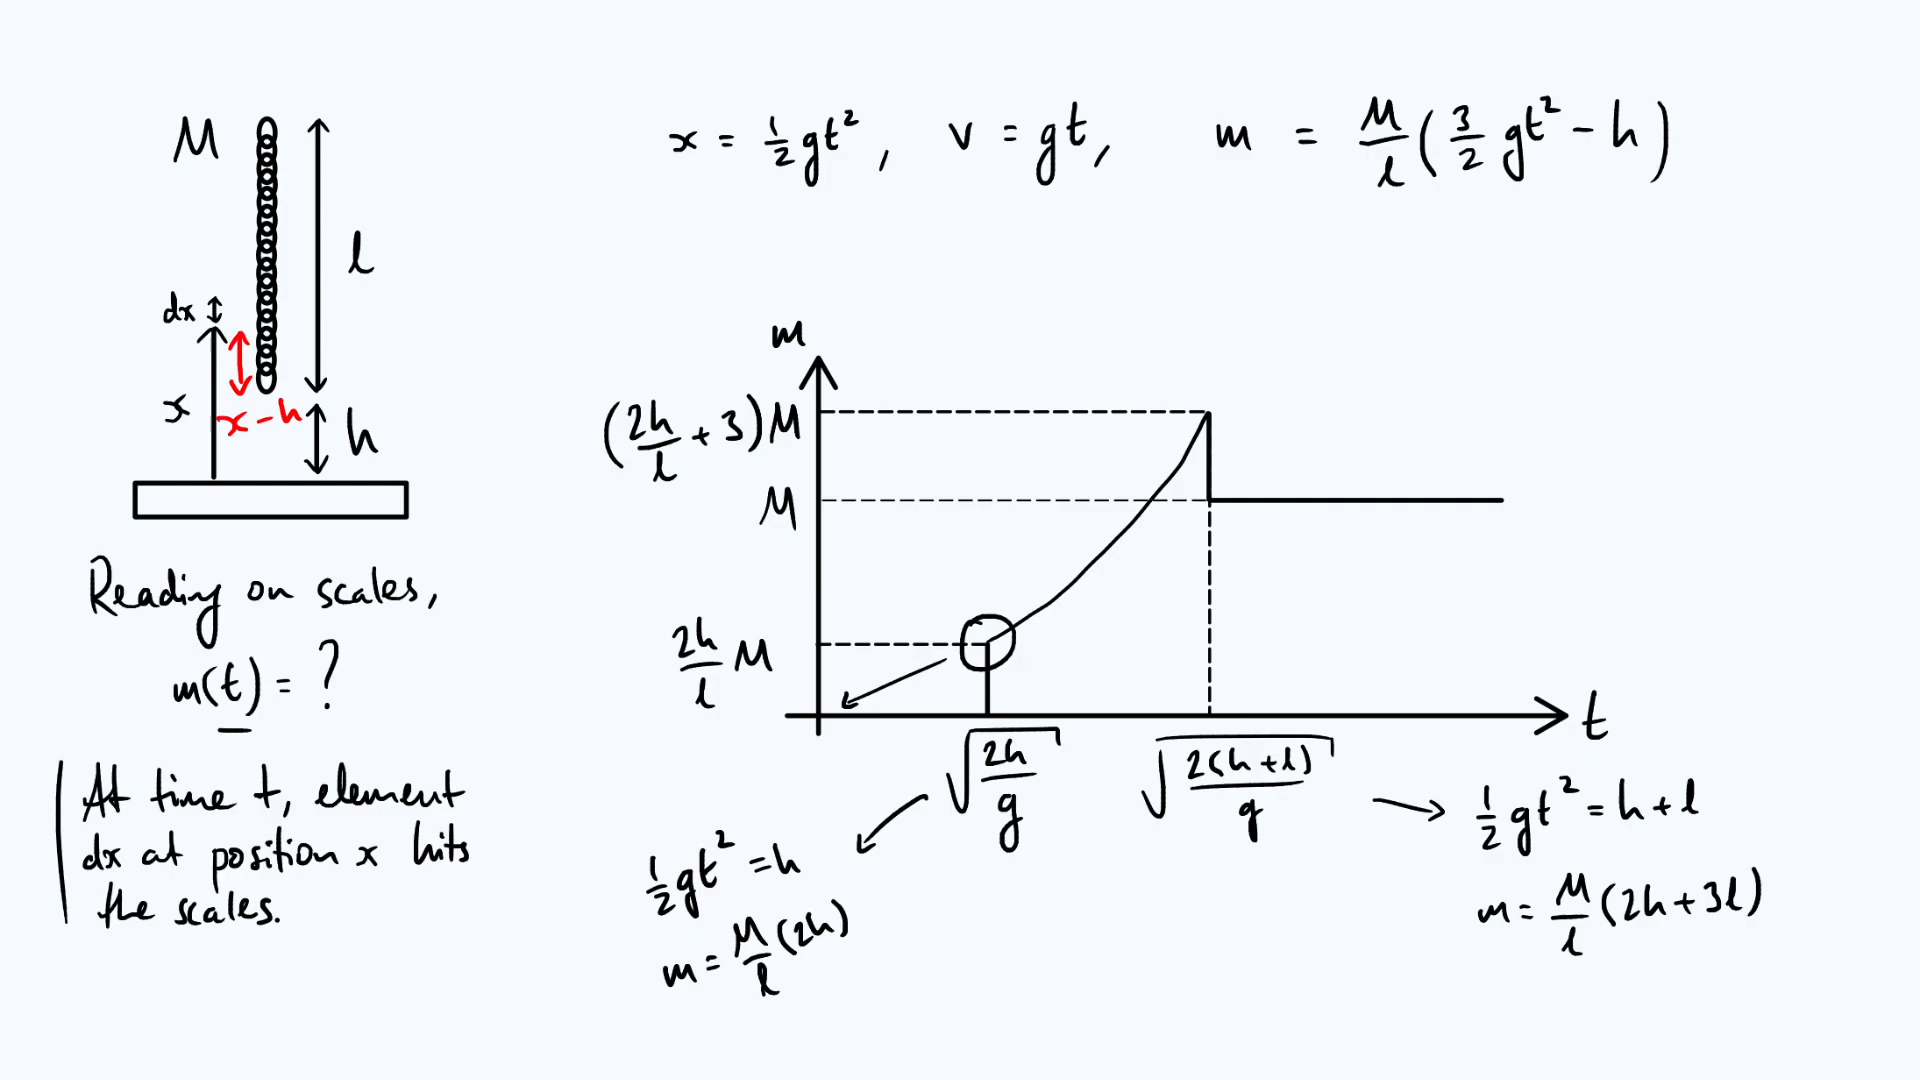 M
l
dx
x
x-h
h
Reading on scales,
m(t) = ?
At time t, element
dx at position x hits
the scales.
x = ½gt², v = gt, m = M/l (3/2 gt² - h)
m
(2h/l + 3)M
M
2h/l M
t
√(2h/g)
√(2(h+l)/g)
½gt² = h
m = M/l (2h)
½gt² = h + l
m = M/l (2h + 3l)